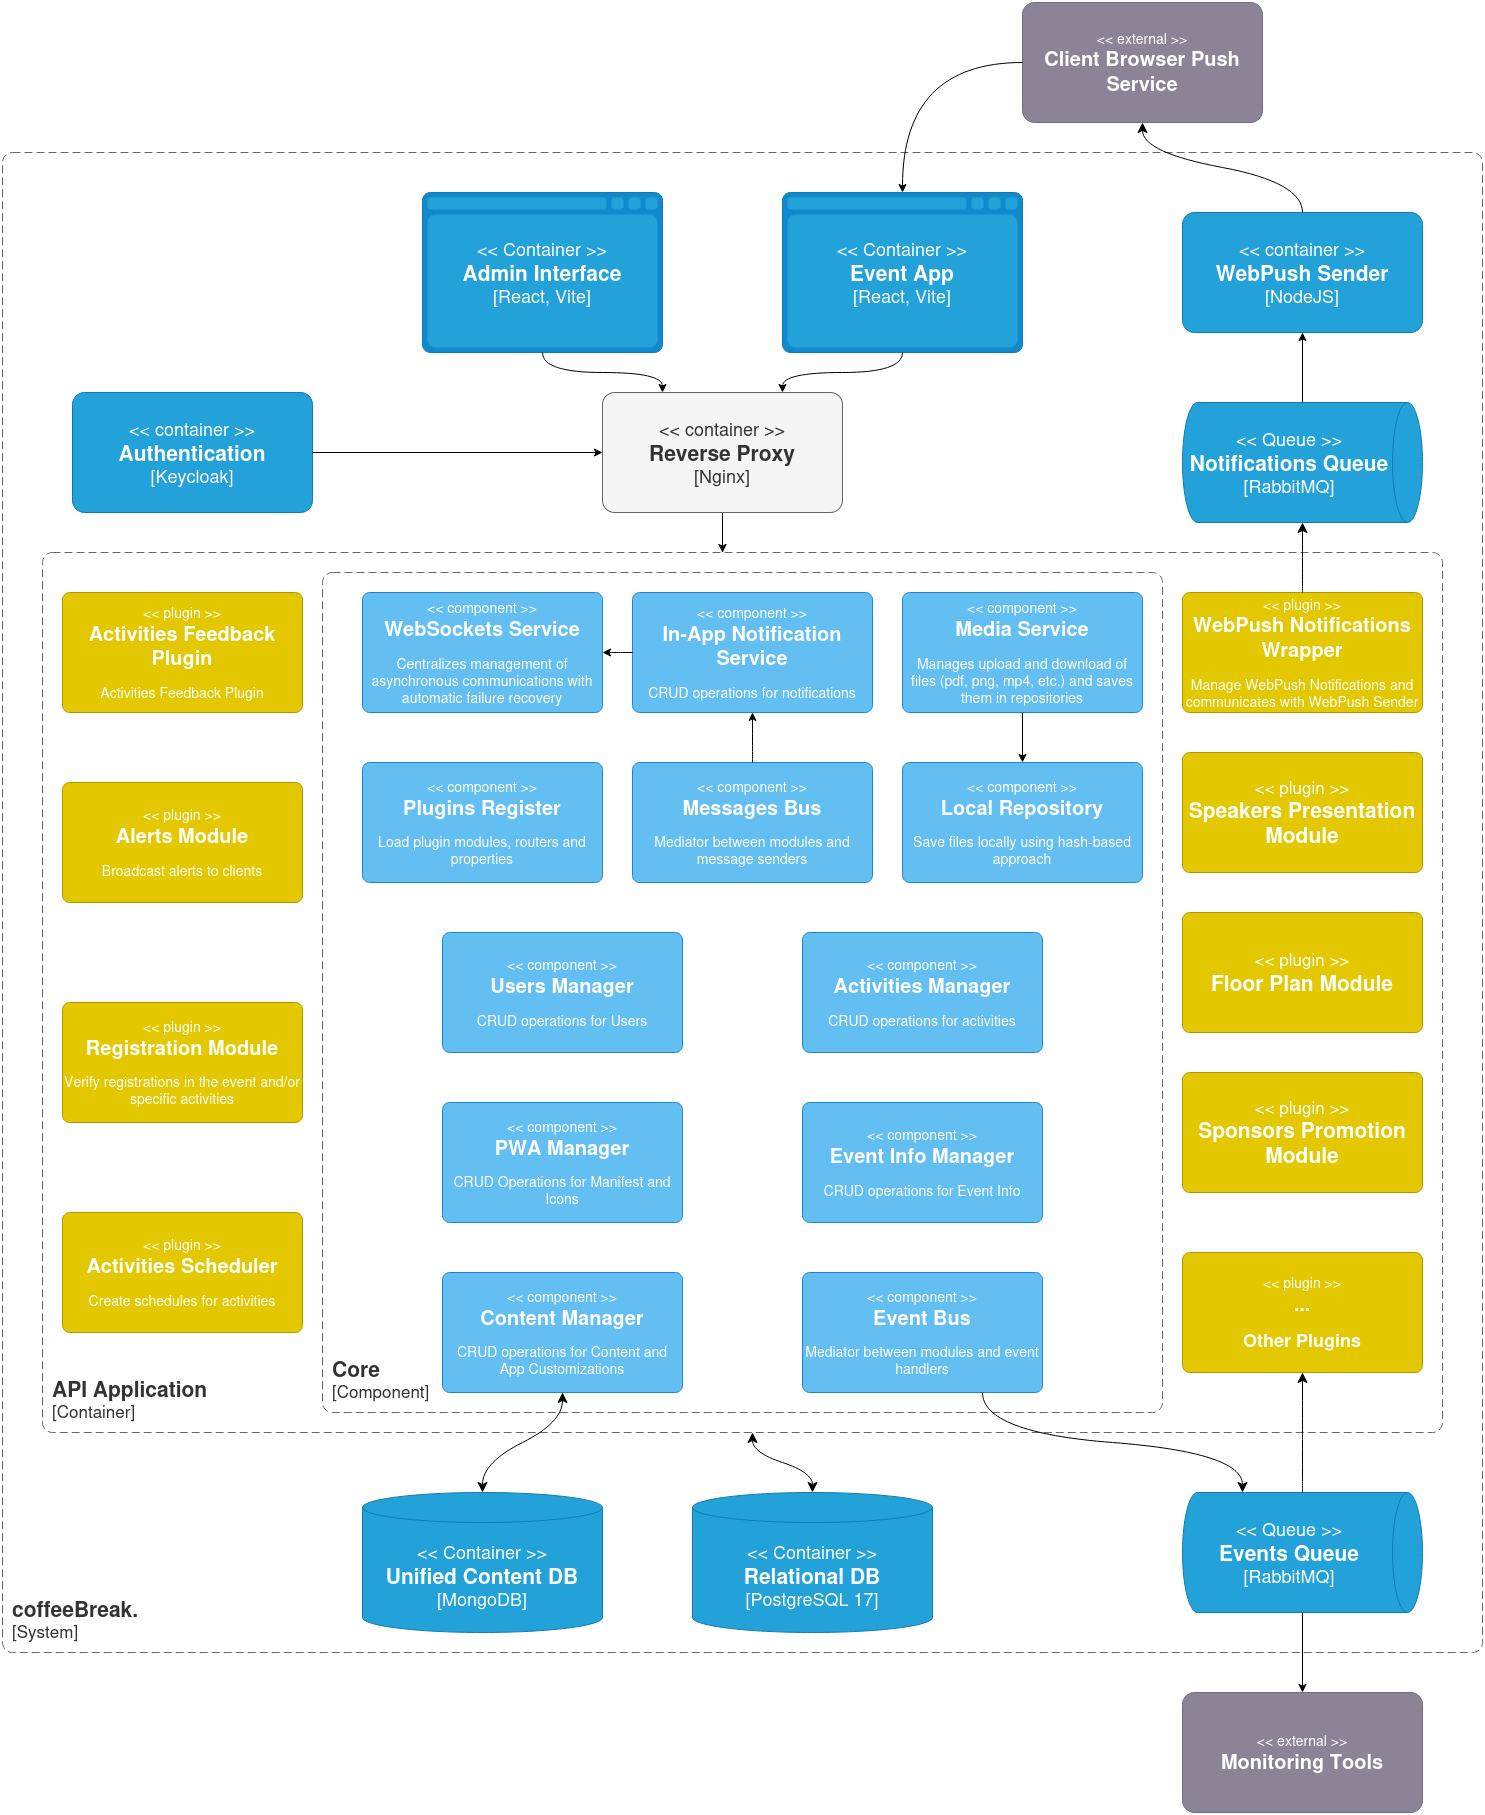 << external >>
Client Browser Push
Service
<< Container >>
Admin Interface
[React, Vite]
<< Container >>
Event App
[React, Vite]
<< container >>
WebPush Sender
[NodeJS]
<< container >>
Authentication
[Keycloak]
<< container >>
Reverse Proxy
[Nginx]
<< Queue >>
Notifications Queue
[RabbitMQ]
<< plugin >>
Activities Feedback
Plugin
Activities Feedback Plugin
<< component >>
WebSockets Service
Centralizes management of
asynchronous communications with
automatic failure recovery
<< component >>
In-App Notification
Service
CRUD operations for notifications
<< component >>
Media Service
Manages upload and download of
files (pdf, png, mp4, etc.) and saves
them in repositories
<< plugin >>
WebPush Notifications
Wrapper
Manage WebPush Notifications and
communicates with WebPush Sender
<< plugin >>
Alerts Module
Broadcast alerts to clients
<< component >>
Plugins Register
Load plugin modules, routers and
properties
<< component >>
Messages Bus
Mediator between modules and
message senders
<< component >>
Local Repository
Save files locally using hash-based
approach
<< plugin >>
Speakers Presentation
Module
<< component >>
Users Manager
CRUD operations for Users
<< component >>
Activities Manager
CRUD operations for activities
<< plugin >>
Floor Plan Module
<< plugin >>
Registration Module
Verify registrations in the event and/or
specific activities
<< component >>
PWA Manager
CRUD Operations for Manifest and
Icons
<< component >>
Event Info Manager
CRUD operations for Event Info
<< plugin >>
Sponsors Promotion
Module
<< plugin >>
Activities Scheduler
Create schedules for activities
<< component >>
Content Manager
CRUD operations for Content and
App Customizations
<< component >>
Event Bus
Mediator between modules and event
handlers
<< plugin >>
...
Other Plugins
Core
[Component]
API Application
[Container]
<< Container >>
Unified Content DB
[MongoDB]
<< Container >>
Relational DB
[PostgreSQL 17]
<< Queue >>
Events Queue
[RabbitMQ]
coffeeBreak.
[System]
<< external >>
Monitoring Tools